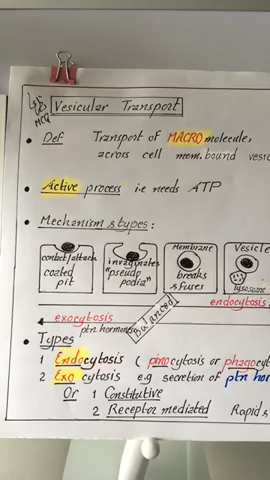 MCQ
Vesicular Transport
• Def Transport of MACRO molecule,
across cell mem. bound vesic
• Active process i.e needs ATP
• Mechanism & types:
contact/attach
coated
pit
invaginates
"pseudo
podia"
Membrane
breaks
& fuses
Vesicle
lysosome
endocytosis
exocytosis
ptn. hormones
Balanced
• Types
1 Endocytosis ( pinocytosis or phagocyt
2 Exo cytosis e.g secretion of ptn hor
Or 1 Constitutive
2 Receptor mediated Rapid s,